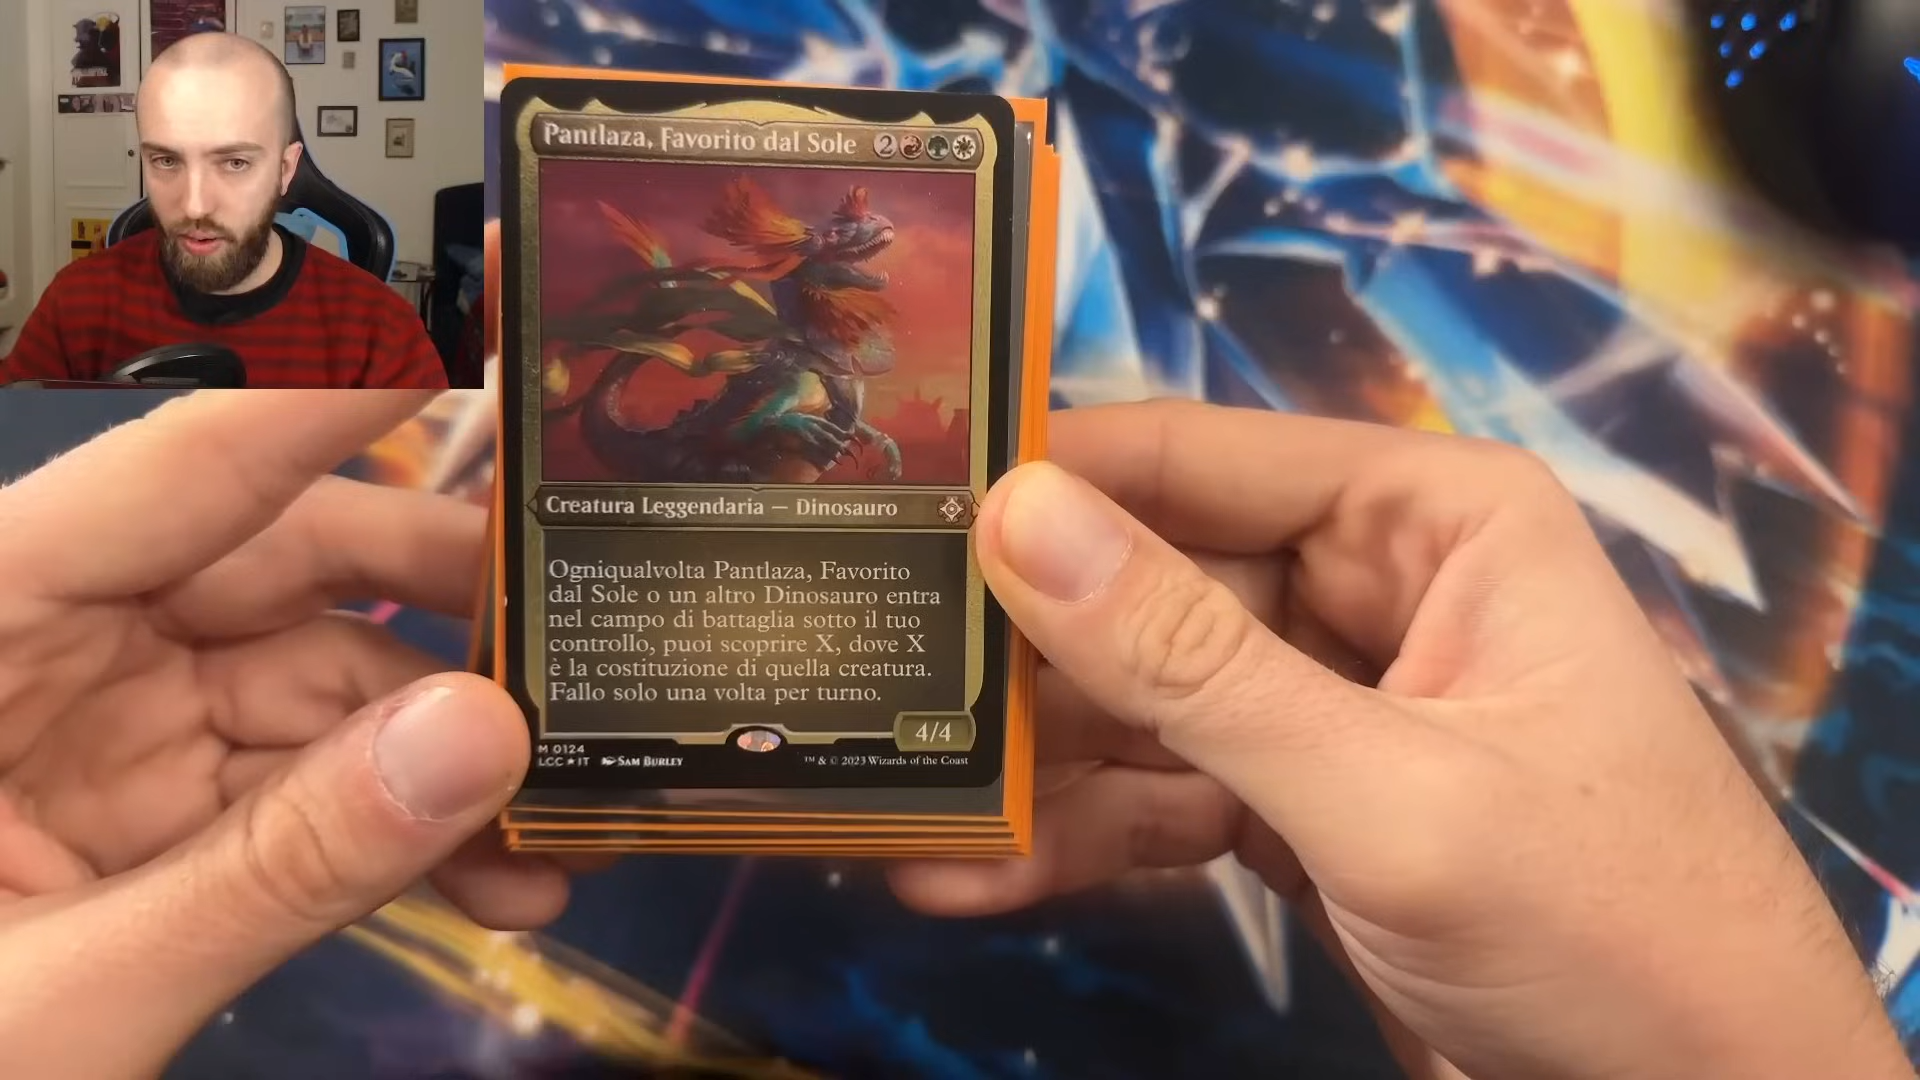 Pantlaza, Favorito dal Sole 2
Creatura Leggendaria — Dinosauro
Ogniqualvolta Pantlaza, Favorito
dal Sole o un altro Dinosauro entra
nel campo di battaglia sotto il tuo
controllo, puoi scoprire X, dove X
è la costituzione di quella creatura.
Fallo solo una volta per turno.
4/4
M 0124
LCC ★ IT SAM BURLEY
™ & © 2023 Wizards of the Coast